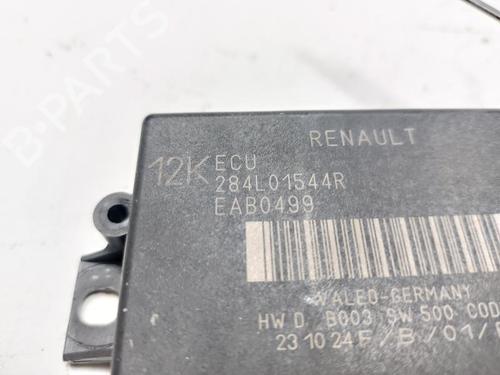 B-PARTS
RENAULT
12K ECU
284L01544R
EAB0499
VALEO-GERMANY
HW D B003 SW 500 COD
23 10 24 F/B/01/